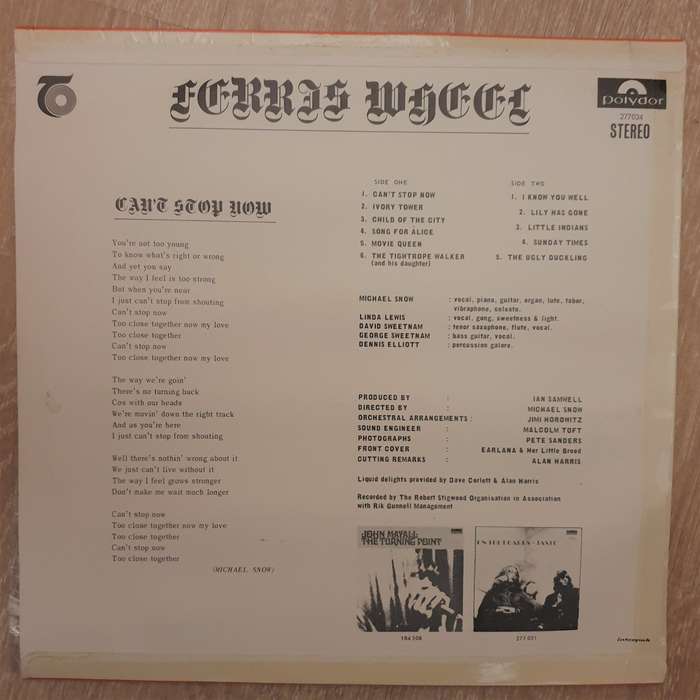 FERRIS WHEEL
Polydor
277034
STEREO
CAN'T STOP NOW
You're not too young
To know what's right or wrong
And yet you say
The way I feel is too strong
But when you're near
I just can't stop from shouting
Can't stop now
Too close together now my love
Too close together
Can't stop now
Too close together now my love
The way we're goin'
There's no turning back
Cos with our heads
We're movin' down the right track
And as you're here
I just can't stop from shouting
Well there's nothin' wrong about it
We just can't live without it
The way I feel grows stronger
Don't make me wait much longer
Can't stop now
Too close together now my love
Too close together
Can't stop now
Too close together
(MICHAEL SNOW)
SIDE ONE
1. CAN'T STOP NOW
2. IVORY TOWER
3. CHILD OF THE CITY
4. SONG FOR ALICE
5. MOVIE QUEEN
6. THE TIGHTROPE WALKER
(and his daughter)
SIDE TWO
1. I KNOW YOU WELL
2. LILY HAS GONE
3. LITTLE INDIANS
4. SUNDAY TIMES
5. THE UGLY DUCKLING
MICHAEL SNOW : vocal, piano, guitar, organ, lute, tabor,
vibraphone, celeste.
LINDA LEWIS : vocal, gong, sweetness & light.
DAVID SWEETNAM : tenor saxaphone, flute, vocal.
GEORGE SWEETNAM : bass guitar, vocal.
DENNIS ELLIOTT : percussion galore.
PRODUCED BY : IAN SAMWELL
DIRECTED BY : MICHAEL SNOW
ORCHESTRAL ARRANGEMENTS : JIMI HOROWITZ
SOUND ENGINEER : MALCOLM TOFT
PHOTOGRAPHS : PETE SANDERS
FRONT COVER : EARLANA & Her Little Brood
CUTTING REMARKS : ALAN HARRIS
Liquid delights provided by Dave Corlett & Alan Harris
Recorded by The Robert Stigwood Organisation in Association
with Rik Gunnell Management
JOHN MAYALL
THE TURNING POINT
184 306
277 031